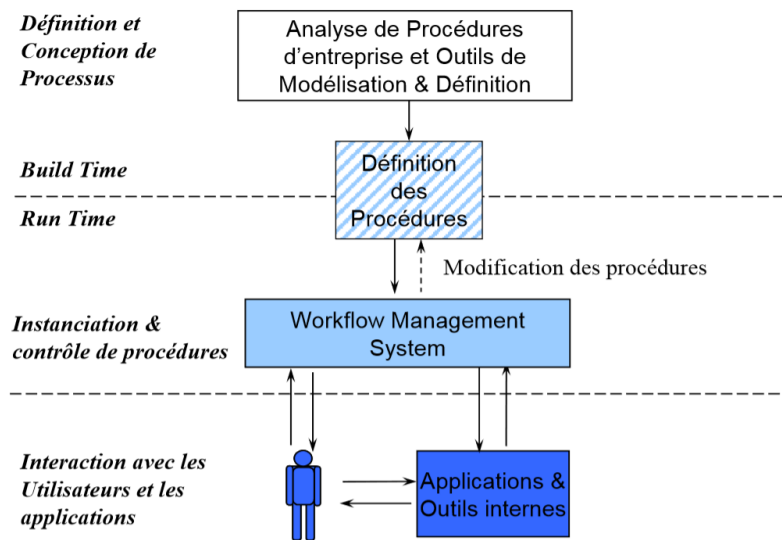 Définition et
Conception de
Processus
Analyse de Procédures
d'entreprise et Outils de
Modélisation & Définition
Build Time
Définition
des
Procédures
Run Time
Modification des procédures
Instanciation &
contrôle de procédures
Workflow Management
System
Interaction avec les
Utilisateurs et les
applications
Applications &
Outils internes